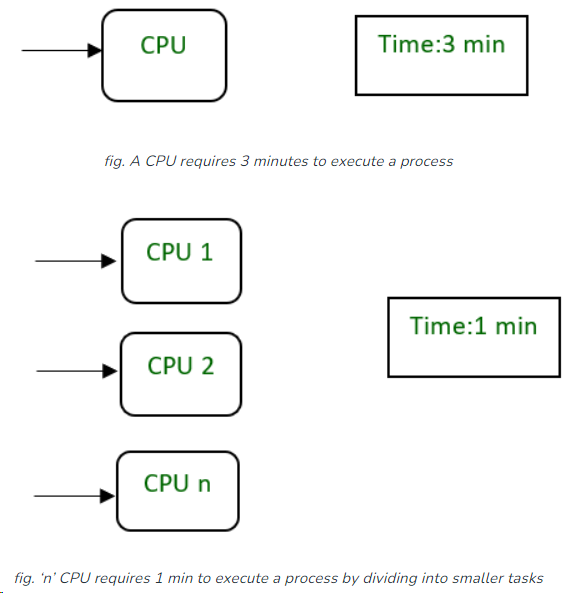 CPU
Time:3 min
fig. A CPU requires 3 minutes to execute a process
CPU 1
Time:1 min
CPU 2
CPU n
fig. ‘n’ CPU requires 1 min to execute a process by dividing into smaller tasks